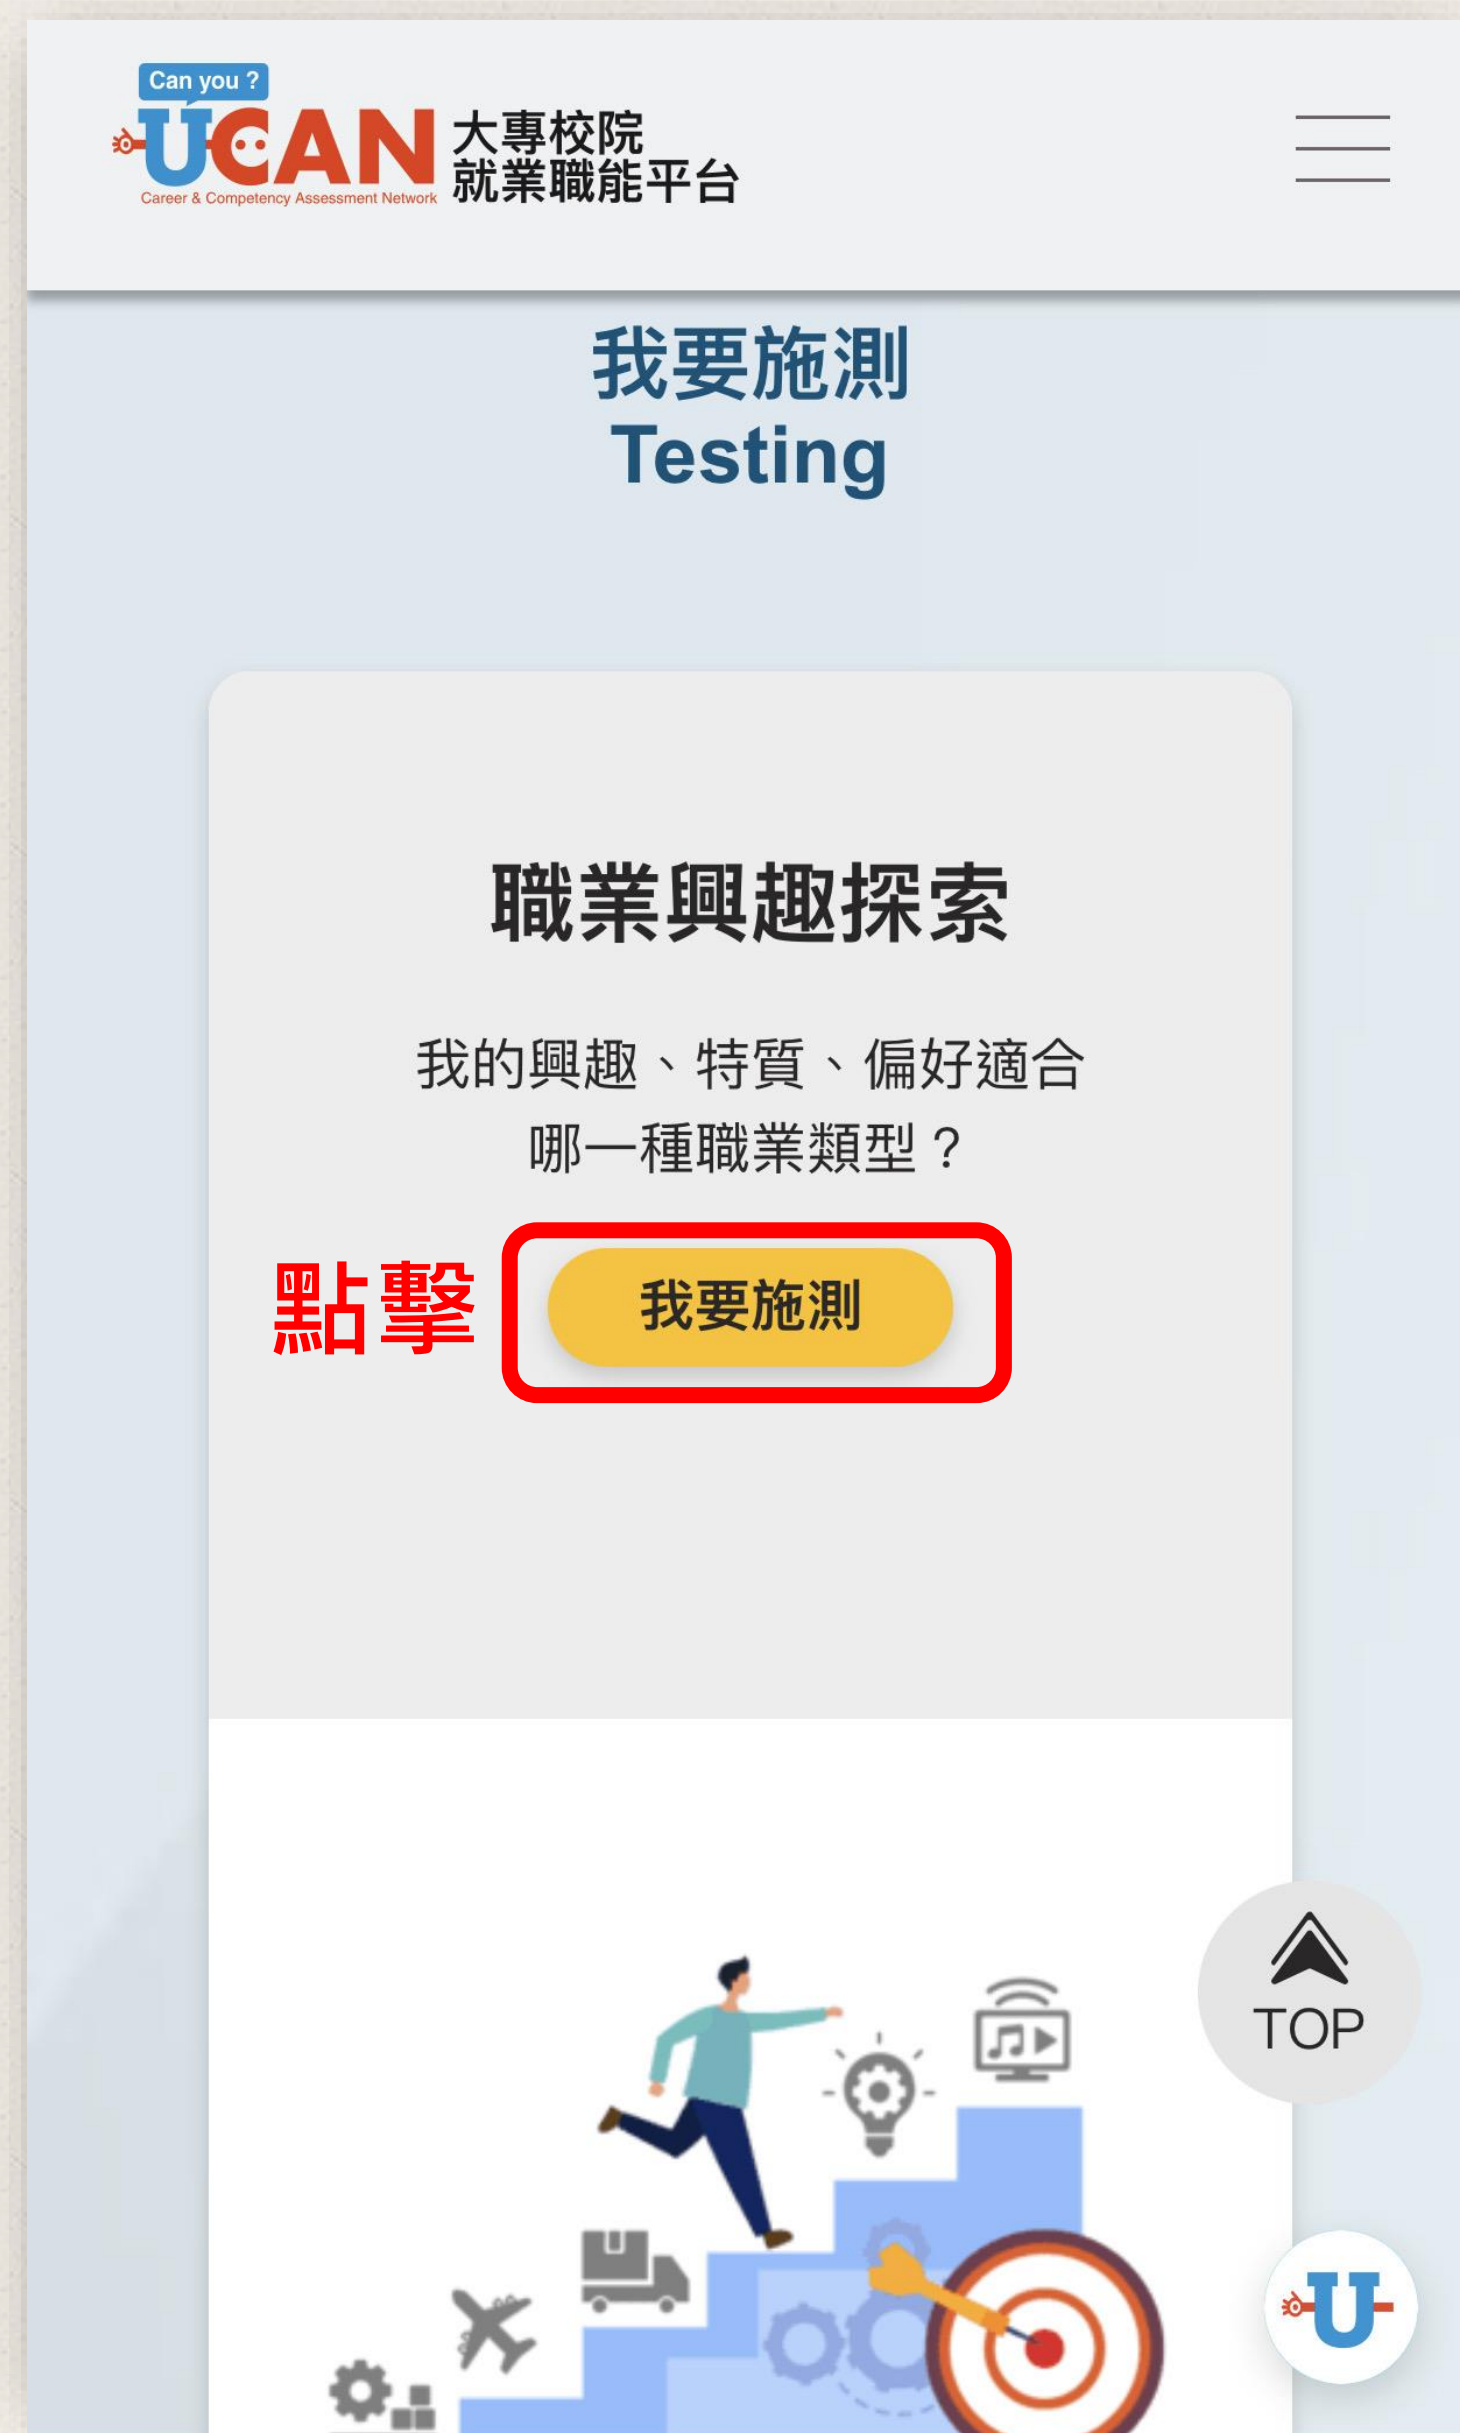 Can you ?
UCAN
Career & Competency Assessment Network
大專校院
就業職能平台
我要施測
Testing
職業興趣探索
我的興趣、特質、偏好適合
哪一種職業類型？
點擊
我要施測
TOP
U